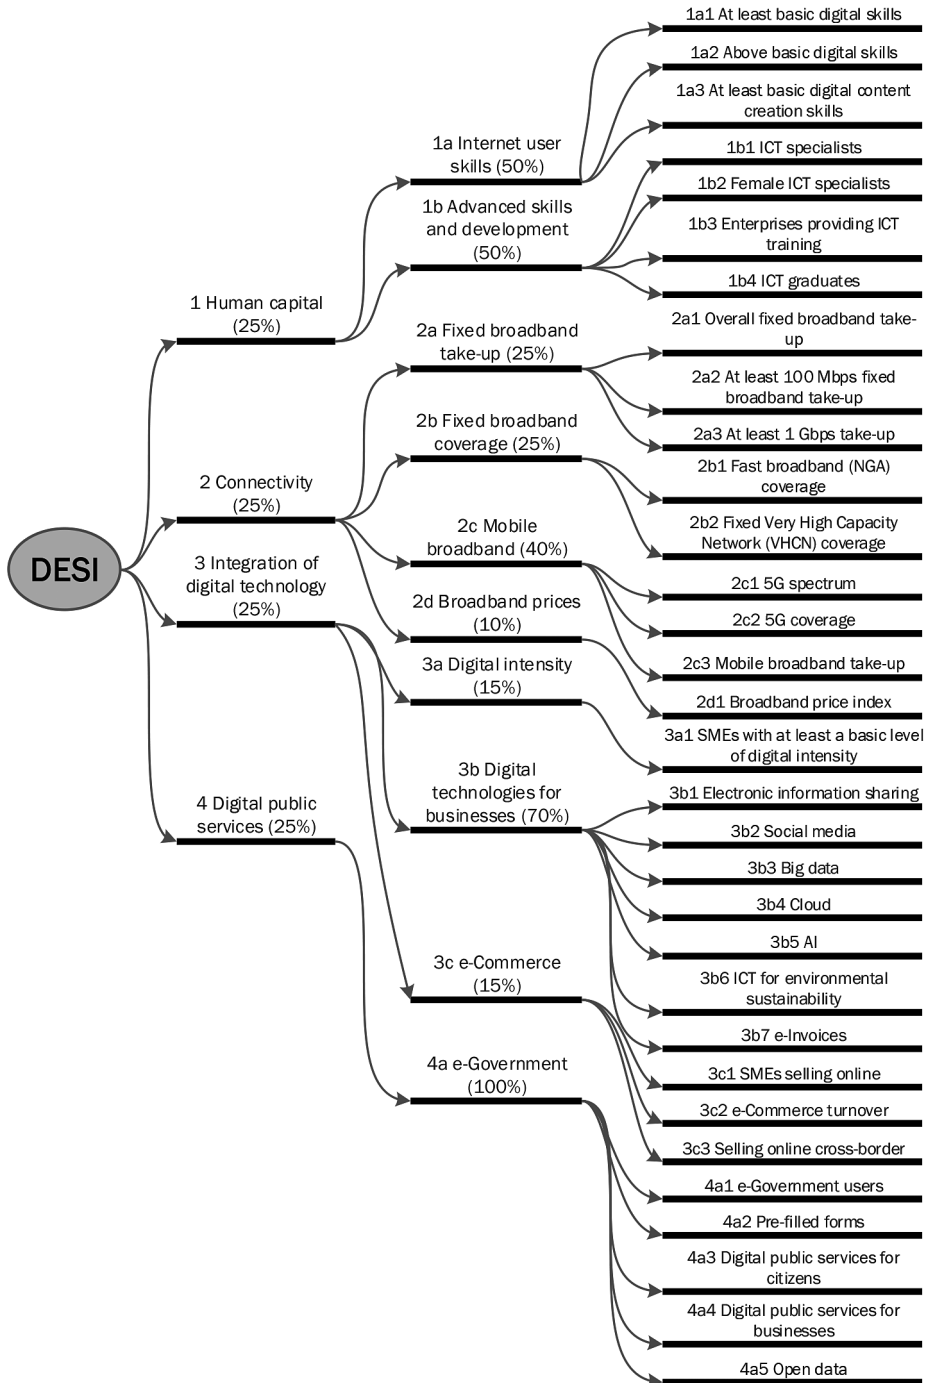 DESI
1 Human capital
(25%)
2 Connectivity
(25%)
3 Integration of
digital technology
(25%)
4 Digital public
services (25%)
1a Internet user
skills (50%)
1b Advanced skills
and development
(50%)
2a Fixed broadband
take-up (25%)
2b Fixed broadband
coverage (25%)
2c Mobile
broadband (40%)
2d Broadband prices
(10%)
3a Digital intensity
(15%)
3b Digital
technologies for
businesses (70%)
3c e-Commerce
(15%)
4a e-Government
(100%)
1a1 At least basic digital skills
1a2 Above basic digital skills
1a3 At least basic digital content
creation skills
1b1 ICT specialists
1b2 Female ICT specialists
1b3 Enterprises providing ICT
training
1b4 ICT graduates
2a1 Overall fixed broadband take-
up
2a2 At least 100 Mbps fixed
broadband take-up
2a3 At least 1 Gbps take-up
2b1 Fast broadband (NGA)
coverage
2b2 Fixed Very High Capacity
Network (VHCN) coverage
2c1 5G spectrum
2c2 5G coverage
2c3 Mobile broadband take-up
2d1 Broadband price index
3a1 SMEs with at least a basic level
of digital intensity
3b1 Electronic information sharing
3b2 Social media
3b3 Big data
3b4 Cloud
3b5 AI
3b6 ICT for environmental
sustainability
3b7 e-Invoices
3c1 SMEs selling online
3c2 e-Commerce turnover
3c3 Selling online cross-border
4a1 e-Government users
4a2 Pre-filled forms
4a3 Digital public services for
citizens
4a4 Digital public services for
businesses
4a5 Open data